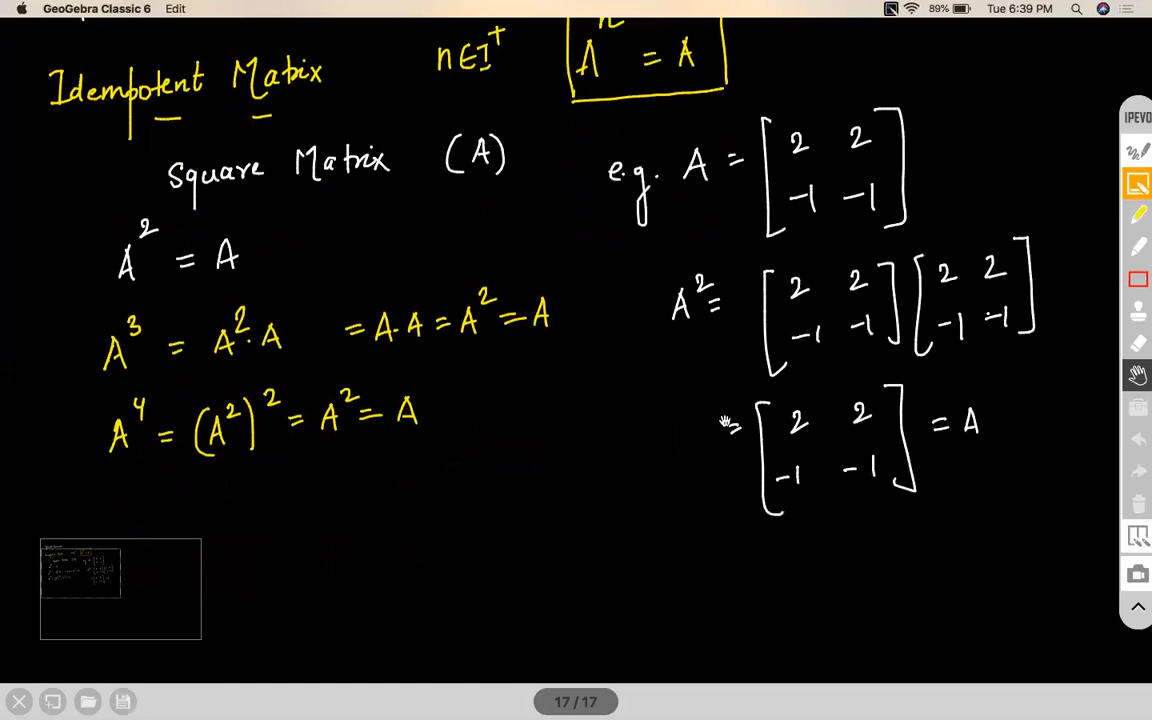 GeoGebra Classic 6 Edit 89% Tue 6:39 PM
Idempotent Matrix n∈I⁺ Aⁿ = A
Square Matrix (A)
A² = A
A³ = A²·A = A·A = A² = A
A⁴ = (A²)² = A² = A
e.g. A = [2 2
-1 -1]
A² = [2 2 [2 2
-1 -1] -1 -1]
= [2 2
-1 -1] = A
IPEVO
17 / 17